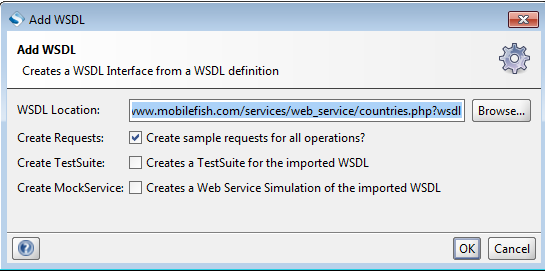 Add WSDL
Add WSDL
Creates a WSDL Interface from a WSDL definition
WSDL Location: www.mobilefish.com/services/web_service/countries.php?wsdl Browse...
Create Requests: Create sample requests for all operations?
Create TestSuite: Creates a TestSuite for the imported WSDL
Create MockService: Creates a Web Service Simulation of the imported WSDL
? OK Cancel